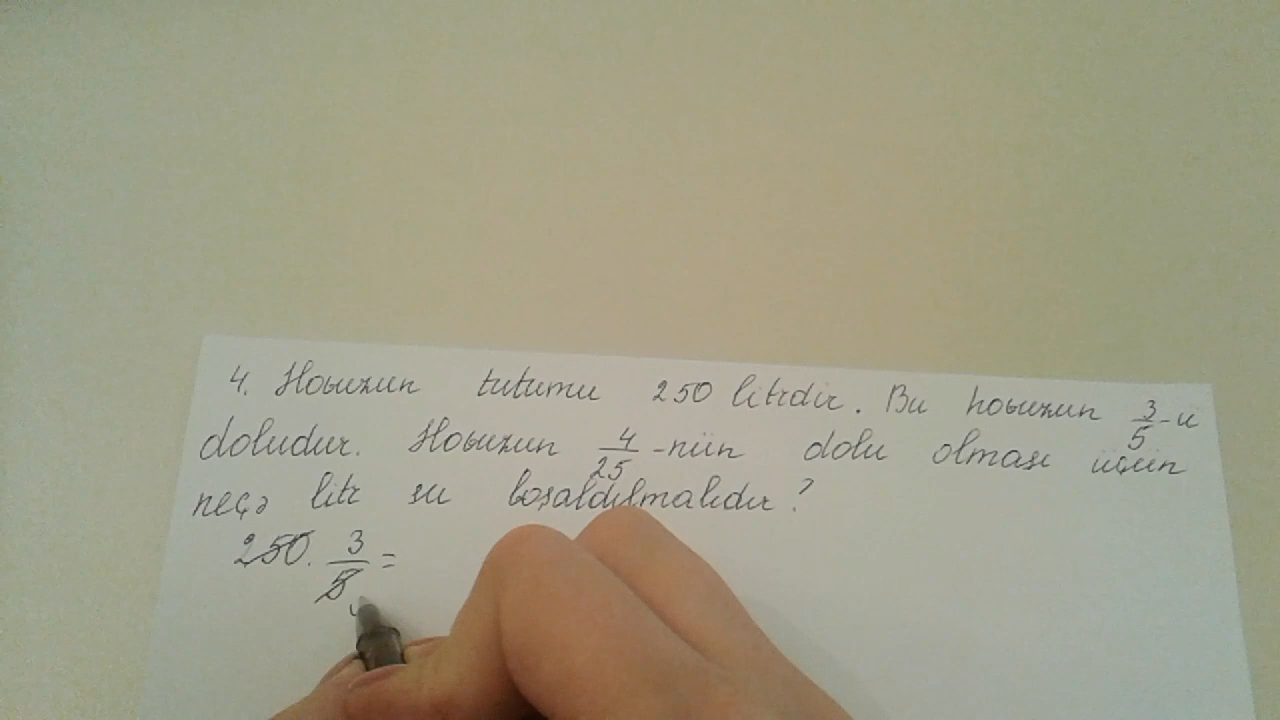 4. Hovuzun tutumu 250 litrdir. Bu hovuzun 3/5-ü
doludur. Hovuzun 4/25-nün dolu olması üçün
neçə litr su boşaldılmalıdır?
250 · 3/5 =